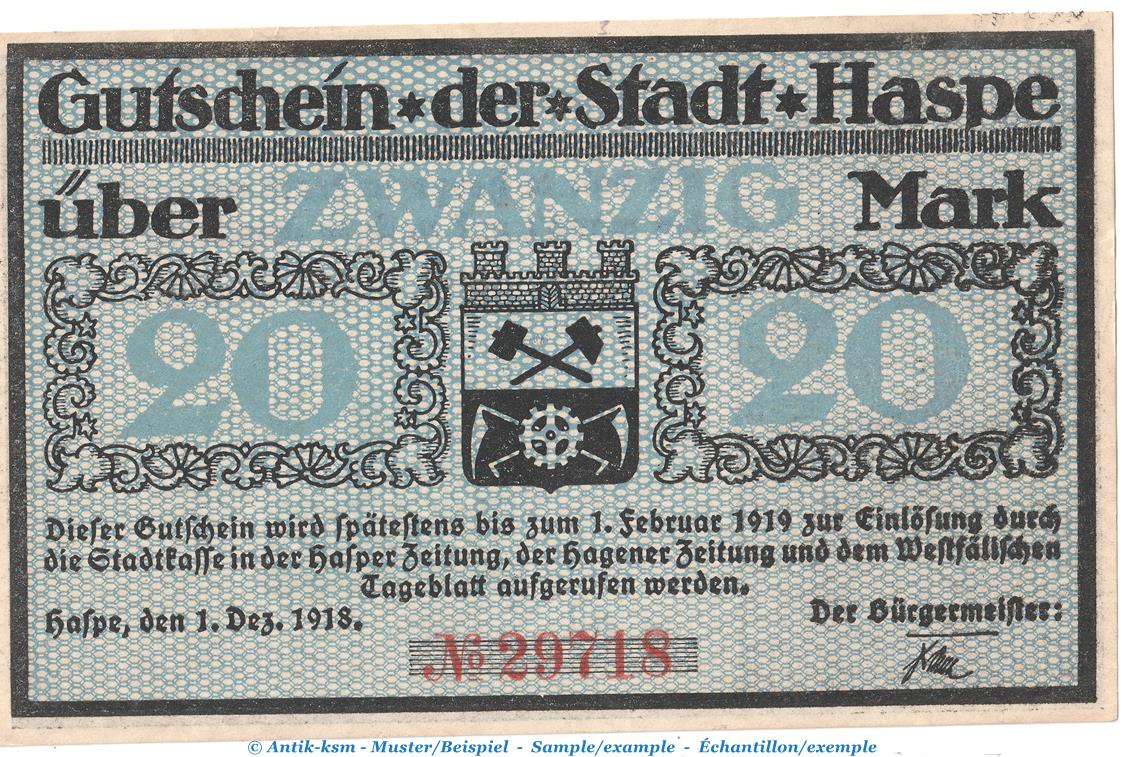 Gutschein * der * Stadt * Haspe
über ZWANZIG Mark
20 20
Dieser Gutschein wird spätestens bis zum 1. Februar 1919 zur Einlösung durch
die Stadtkasse in der Hasper Zeitung, der Hagener Zeitung und dem Westfälischen
Tageblatt aufgerufen werden.
Haspe, den 1. Dez. 1918. Der Bürgermeister:
№ 29718
© Antik-ksm - Muster/Beispiel - Sample/example - Échantillon/exemple